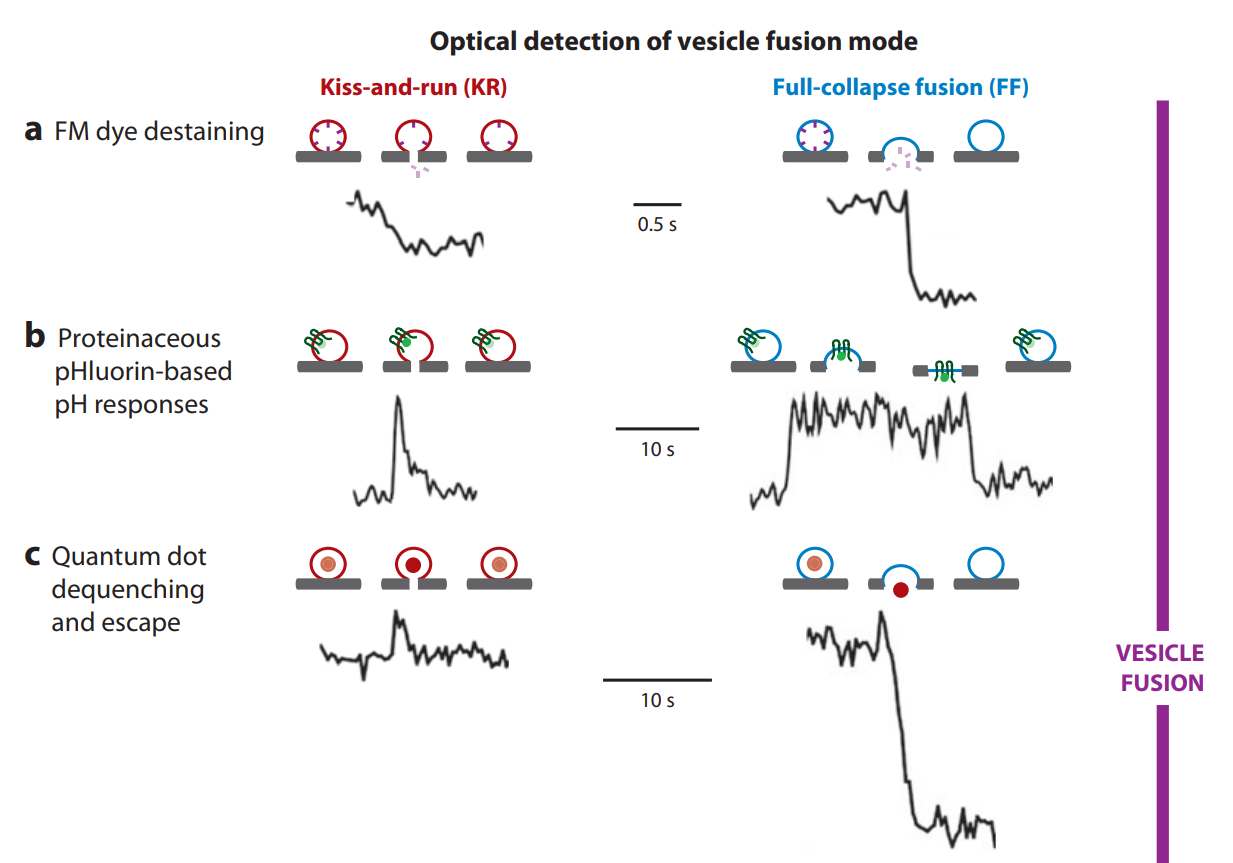 Optical detection of vesicle fusion mode
Kiss-and-run (KR)
Full-collapse fusion (FF)
a FM dye destaining
0.5 s
b Proteinaceous
pHluorin-based
pH responses
10 s
c Quantum dot
dequenching
and escape
10 s
VESICLE
FUSION